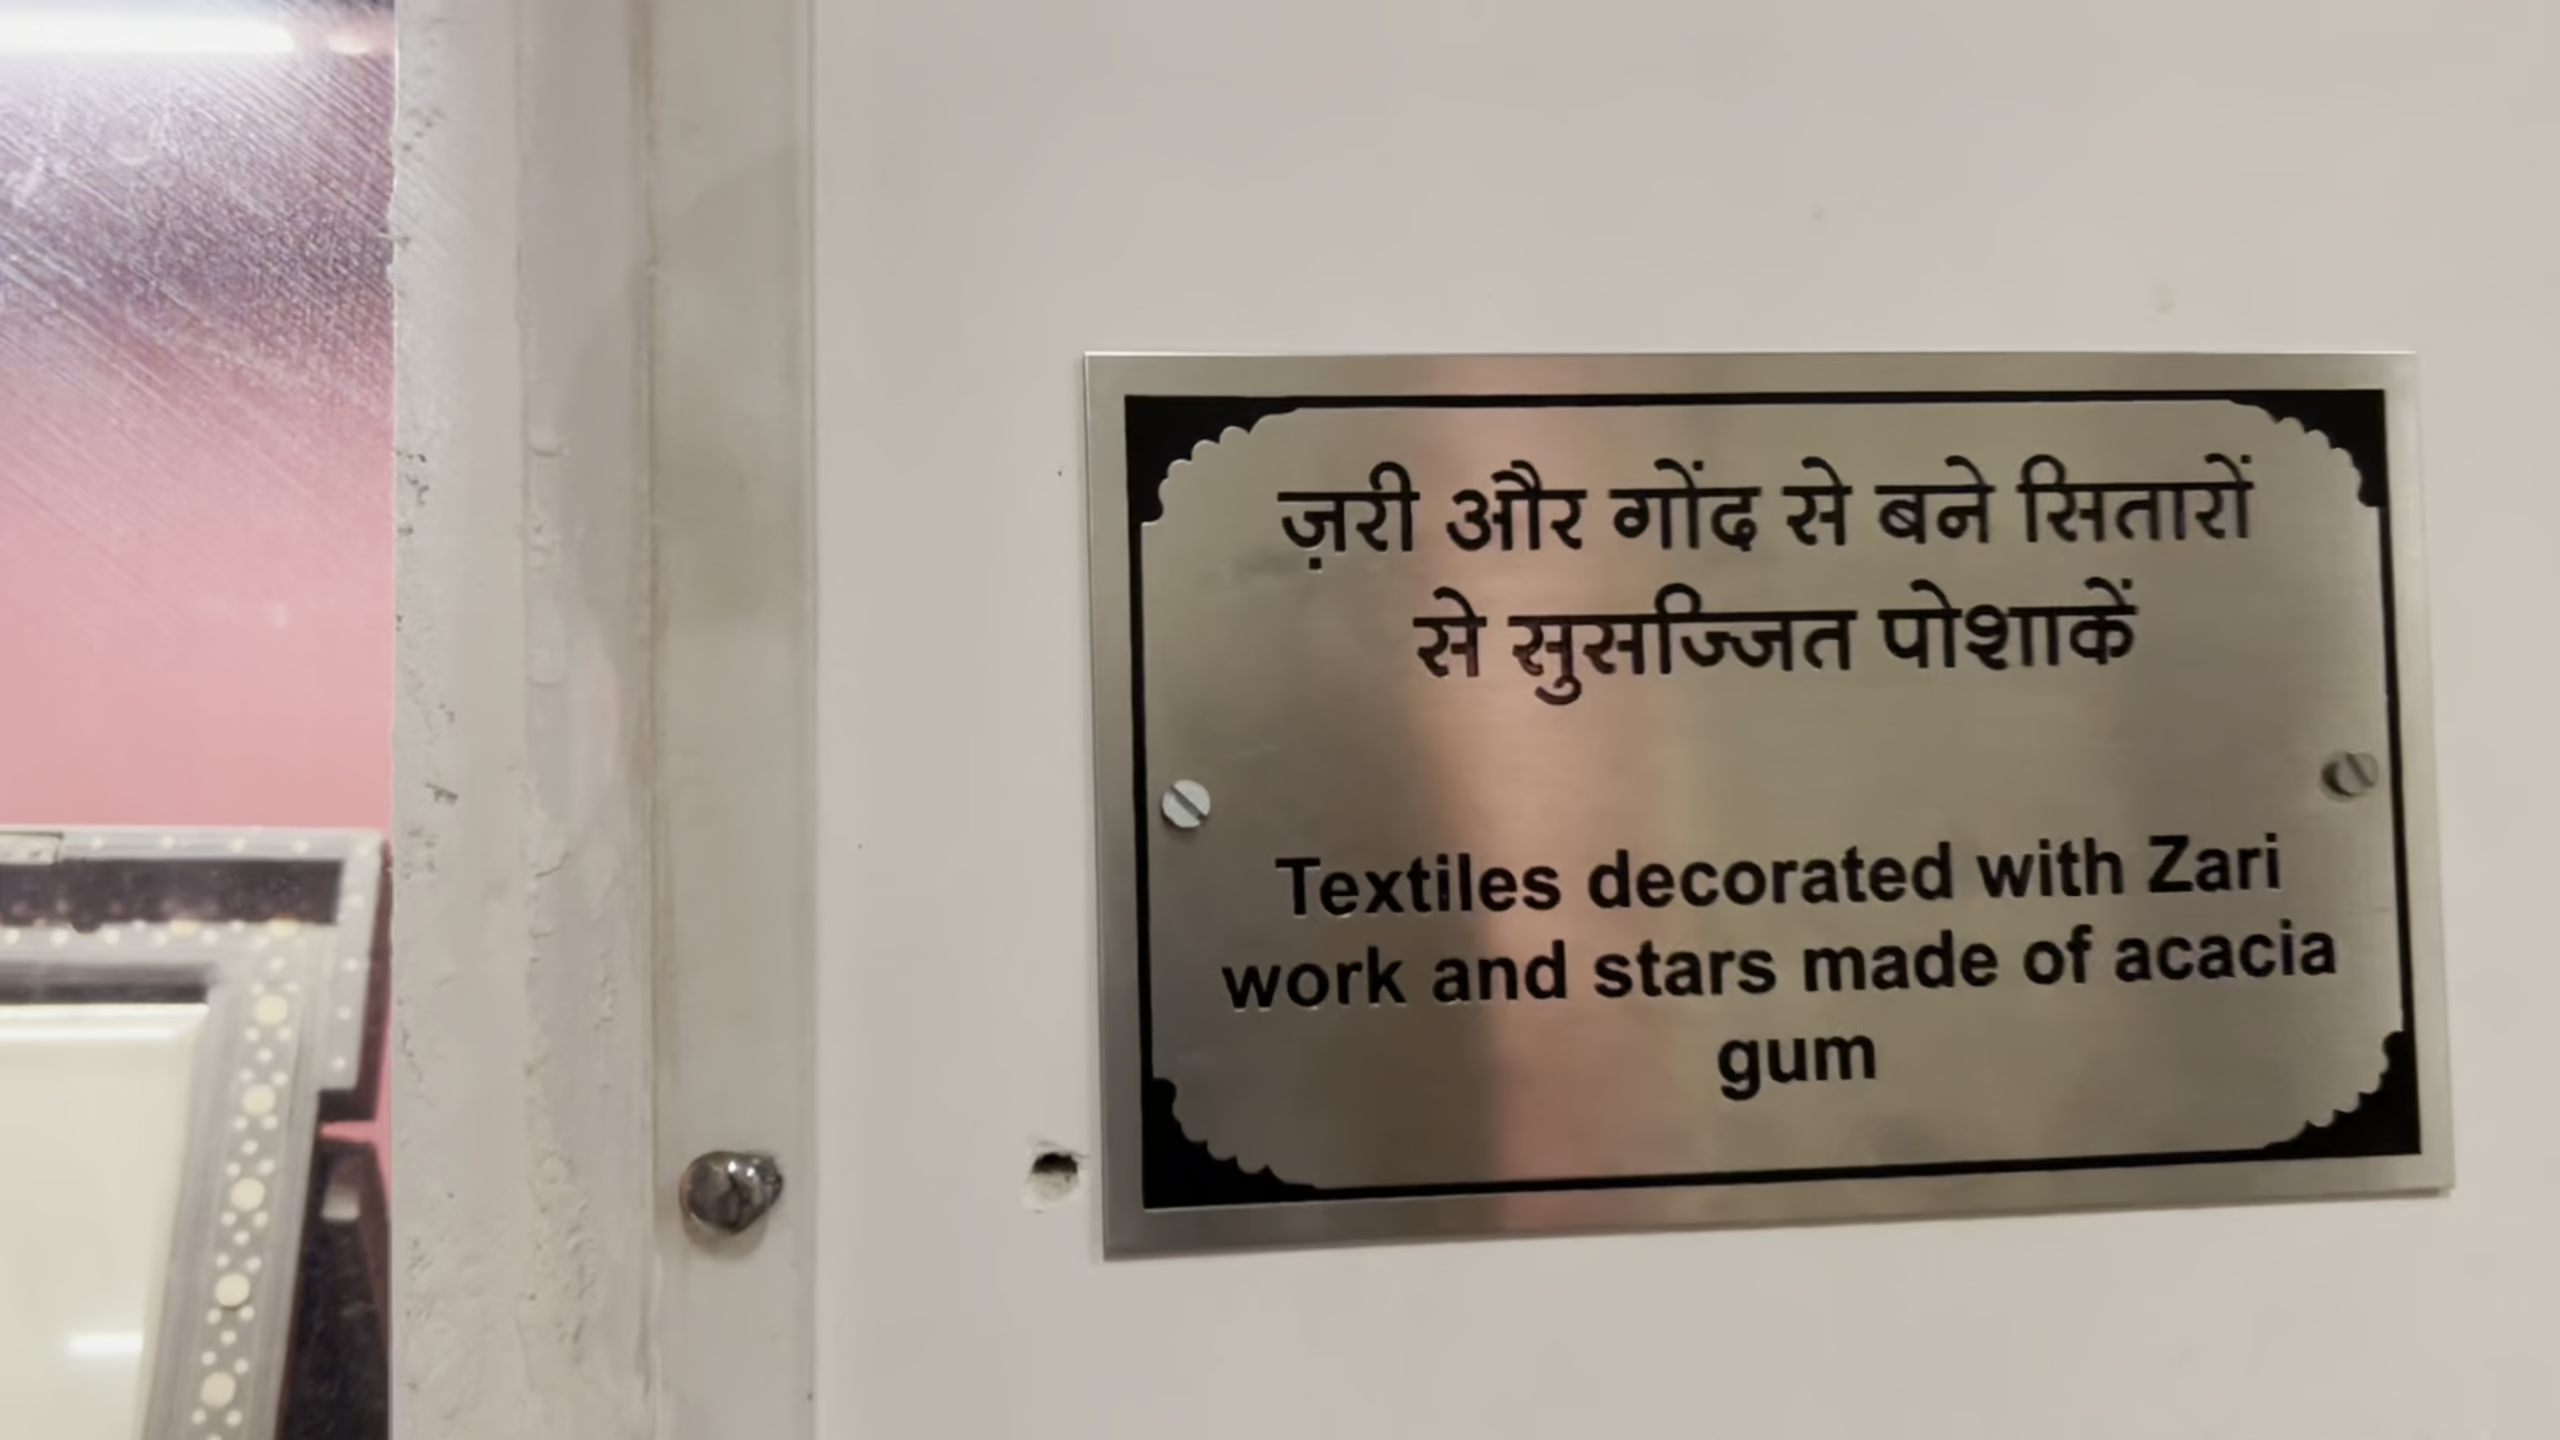 ज़री और गोंद से बने सितारों
से सुसज्जित पोशाकें
Textiles decorated with Zari
work and stars made of acacia
gum